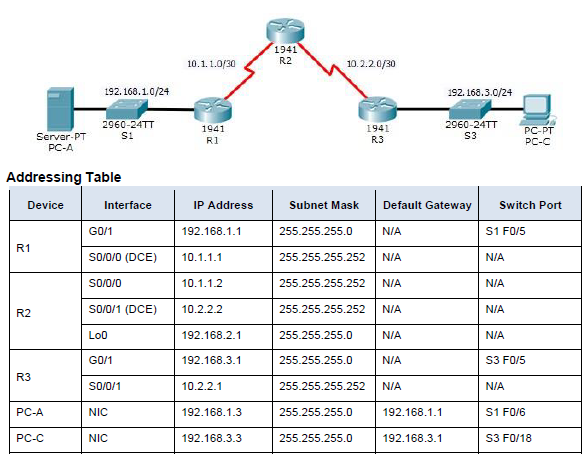 1941
R2
10.1.1.0/30
10.2.2.0/30
192.168.1.0/24
192.168.3.0/24
Server-PT
PC-A
2960-24TT
S1
1941
R1
1941
R3
2960-24TT
S3
PC-PT
PC-C
Addressing Table
Device Interface IP Address Subnet Mask Default Gateway Switch Port
R1
G0/1 192.168.1.1 255.255.255.0 N/A S1 F0/5
S0/0/0 (DCE) 10.1.1.1 255.255.255.252 N/A N/A
R2
S0/0/0 10.1.1.2 255.255.255.252 N/A N/A
S0/0/1 (DCE) 10.2.2.2 255.255.255.252 N/A N/A
Lo0 192.168.2.1 255.255.255.0 N/A N/A
R3
G0/1 192.168.3.1 255.255.255.0 N/A S3 F0/5
S0/0/1 10.2.2.1 255.255.255.252 N/A N/A
PC-A NIC 192.168.1.3 255.255.255.0 192.168.1.1 S1 F0/6
PC-C NIC 192.168.3.3 255.255.255.0 192.168.3.1 S3 F0/18